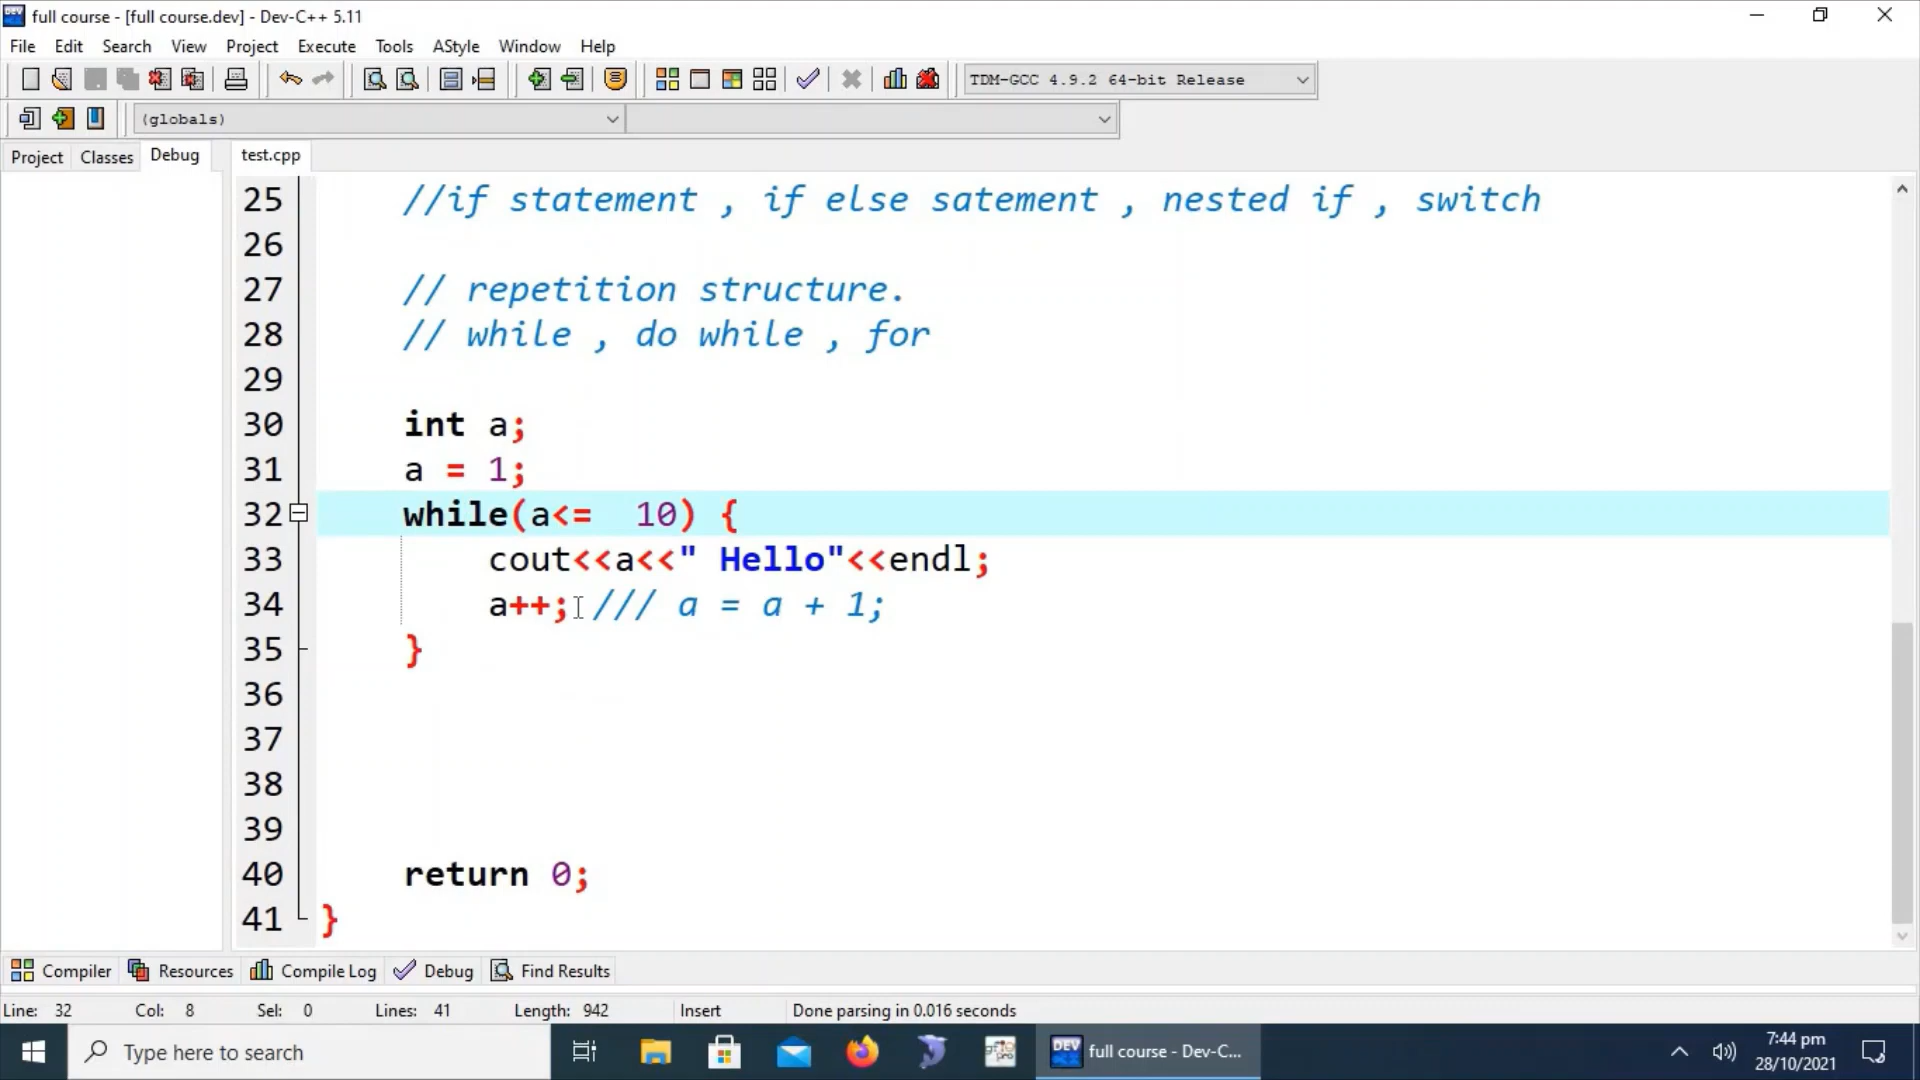 full course - [full course.dev] - Dev-C++ 5.11
File Edit Search View Project Execute Tools AStyle Window Help
TDM-GCC 4.9.2 64-bit Release
(globals)
Project Classes Debug test.cpp
25 //if statement , if else satement , nested if , switch
26
27 // repetition structure.
28 // while , do while , for
29
30 int a;
31 a = 1;
32 while(a<=  10) {
33 cout<<a<<" Hello"<<endl;
34 a++; /// a = a + 1;
35 }
36
37
38
39
40 return 0;
41 }
Compiler Resources Compile Log Debug Find Results
Line: 32 Col: 8 Sel: 0 Lines: 41 Length: 942 Insert Done parsing in 0.016 seconds
Type here to search
DEV full course - Dev-C...
7:44 pm
28/10/2021